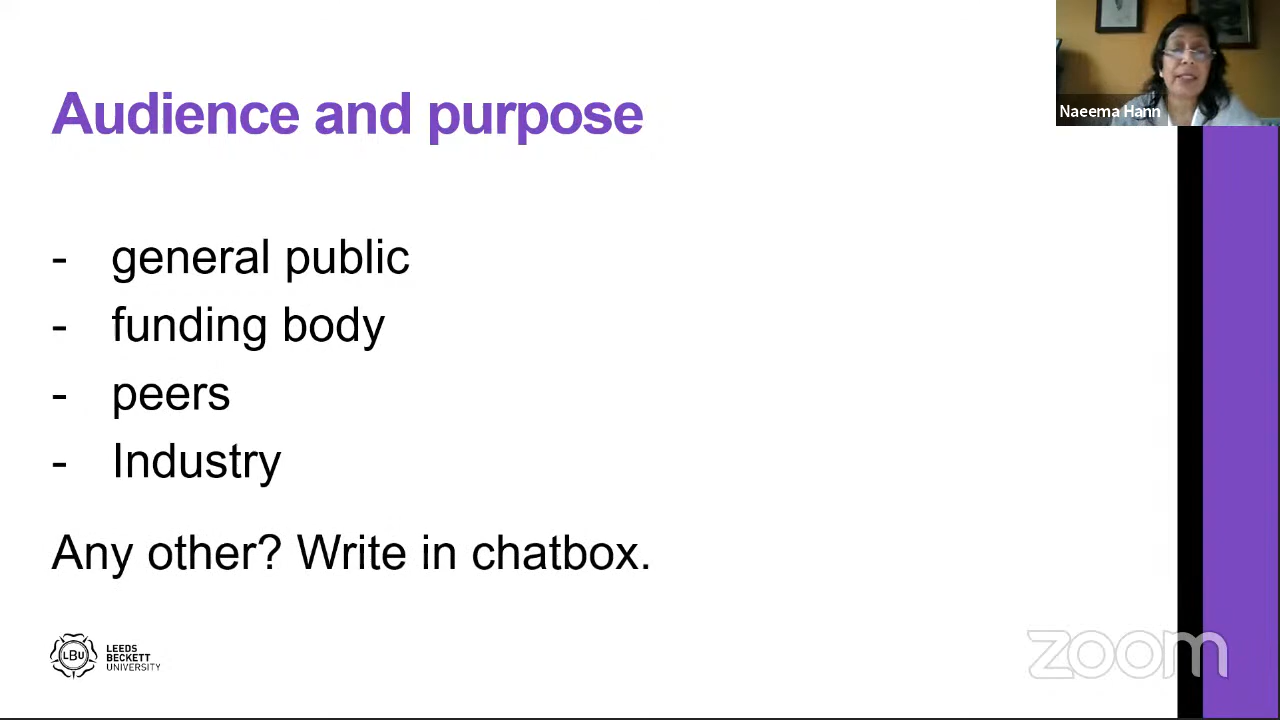 Audience and purpose
Naeema Hann
- general public
- funding body
- peers
- Industry
Any other? Write in chatbox.
LBU
LEEDS
BECKETT
UNIVERSITY
zoom